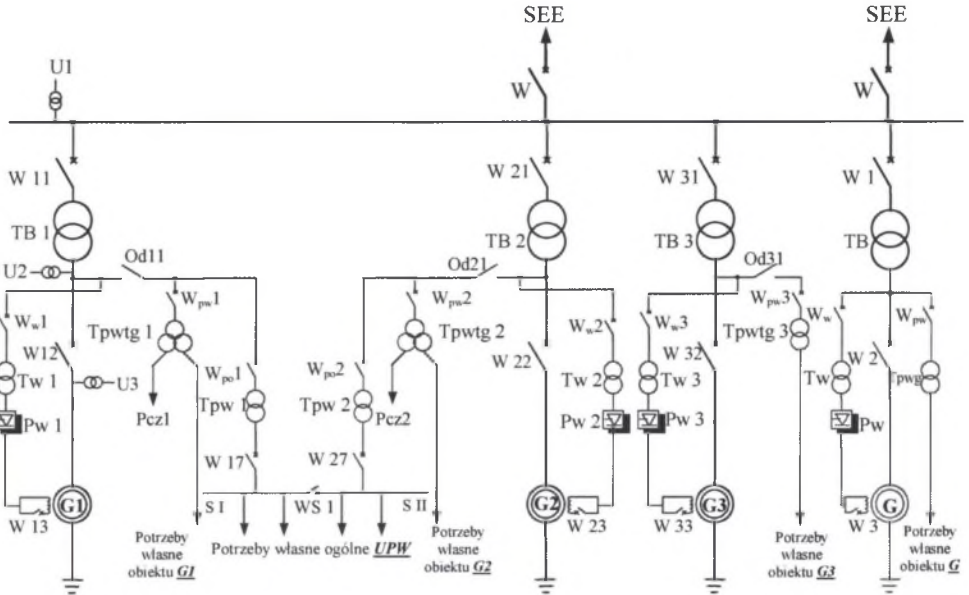 SEE
SEE
U1
W
W
W 11
W 21
W 31
W 1
TB 1
TB 2
TB 3
TB
Od11
Od21
Od31
U2
Wpw1
Wpw2
Wpw3
Tpwtg 1
Tpwtg 2
Tpwtg 3
Ww1
Ww2
Ww3
Ww
Wpw
W12
W 22
W 32
W 2
U3
Wpo1
Wpo2
Tw 1
Tpw 1
Tpw 2
Tw 2
Tw 3
Tw
Tpwg
Pcz1
Pcz2
Pw 1
Pw 2
Pw 3
Pw
W 17
W 27
G1
S I
WS 1
S II
G2
G3
G
W 13
W 23
W 33
W 3
Potrzeby
własne
obiektu G1
Potrzeby własne ogólne UPW
Potrzeby
własne
obiektu G2
Potrzeby
własne
obiektu G3
Potrzeby
własne
obiektu G